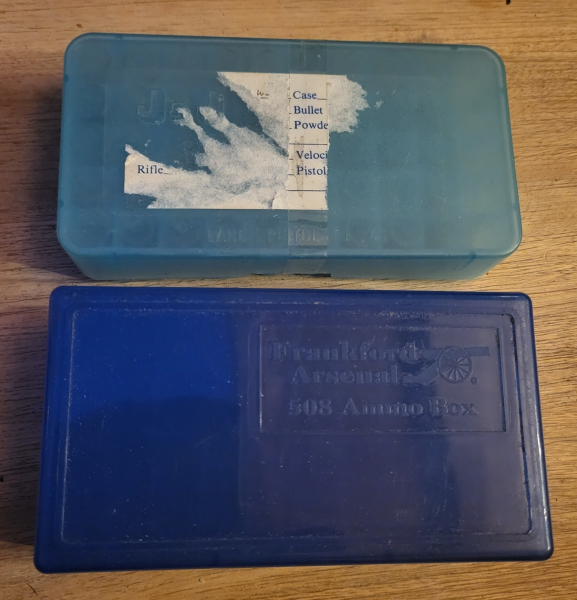 Case
Bullet
Powde
Veloci
Rifle
Pistol
Frankford
Arsenal
508 Ammo Box